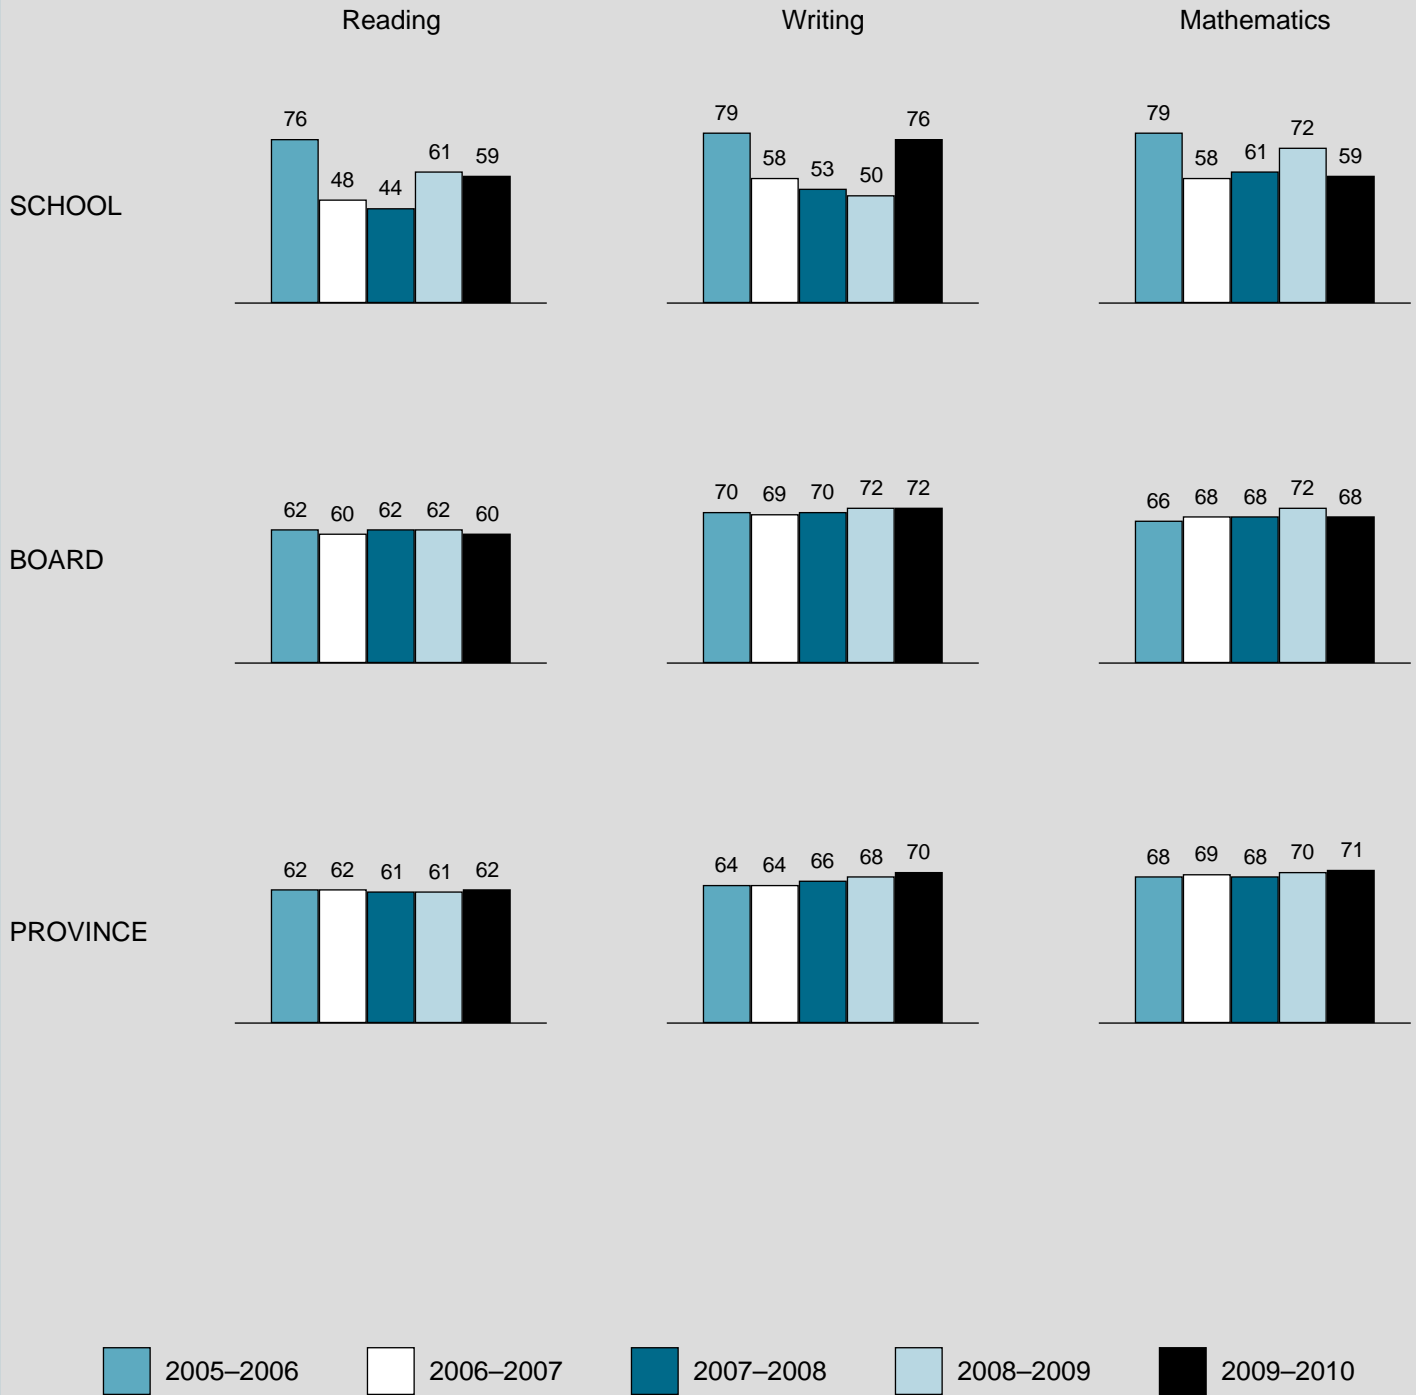 Reading Writing Mathematics
SCHOOL
76 48 44 61 59
79 58 53 50 76
79 58 61 72 59
BOARD
62 60 62 62 60
70 69 70 72 72
66 68 68 72 68
PROVINCE
62 62 61 61 62
64 64 66 68 70
68 69 68 70 71
2005–2006 2006–2007 2007–2008 2008–2009 2009–2010